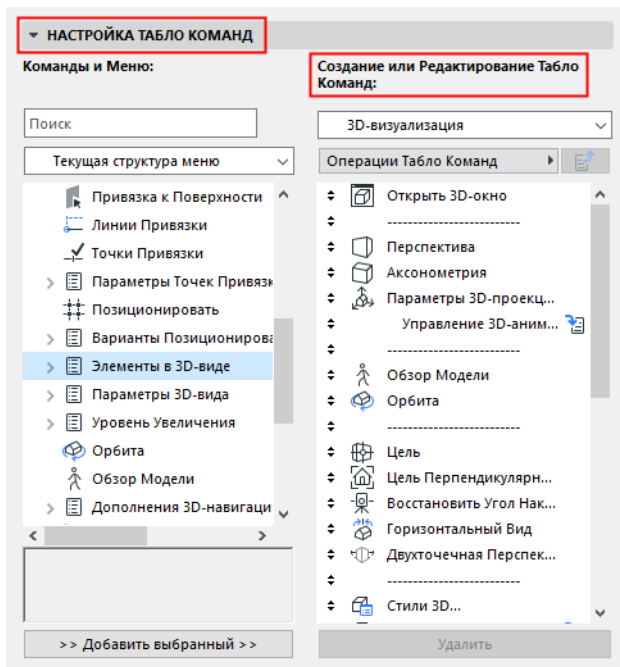 НАСТРОЙКА ТАБЛО КОМАНД
Команды и Меню:
Поиск
Текущая структура меню
Привязка к Поверхности
Линии Привязки
Точки Привязки
Параметры Точек Привязк
Позиционировать
Варианты Позиционирова
Элементы в 3D-виде
Параметры 3D-вида
Уровень Увеличения
Орбита
Обзор Модели
Дополнения 3D-навигаци
>> Добавить выбранный >>
Создание или Редактирование Табло
Команд:
3D-визуализация
Операции Табло Команд
Открыть 3D-окно
--------------------------
Перспектива
Аксонометрия
Параметры 3D-проекц...
Управление 3D-аним...
--------------------------
Обзор Модели
Орбита
--------------------------
Цель
Цель Перпендикулярн...
Восстановить Угол Нак...
Горизонтальный Вид
Двухточечная Перспек...
--------------------------
Стили 3D...
Удалить